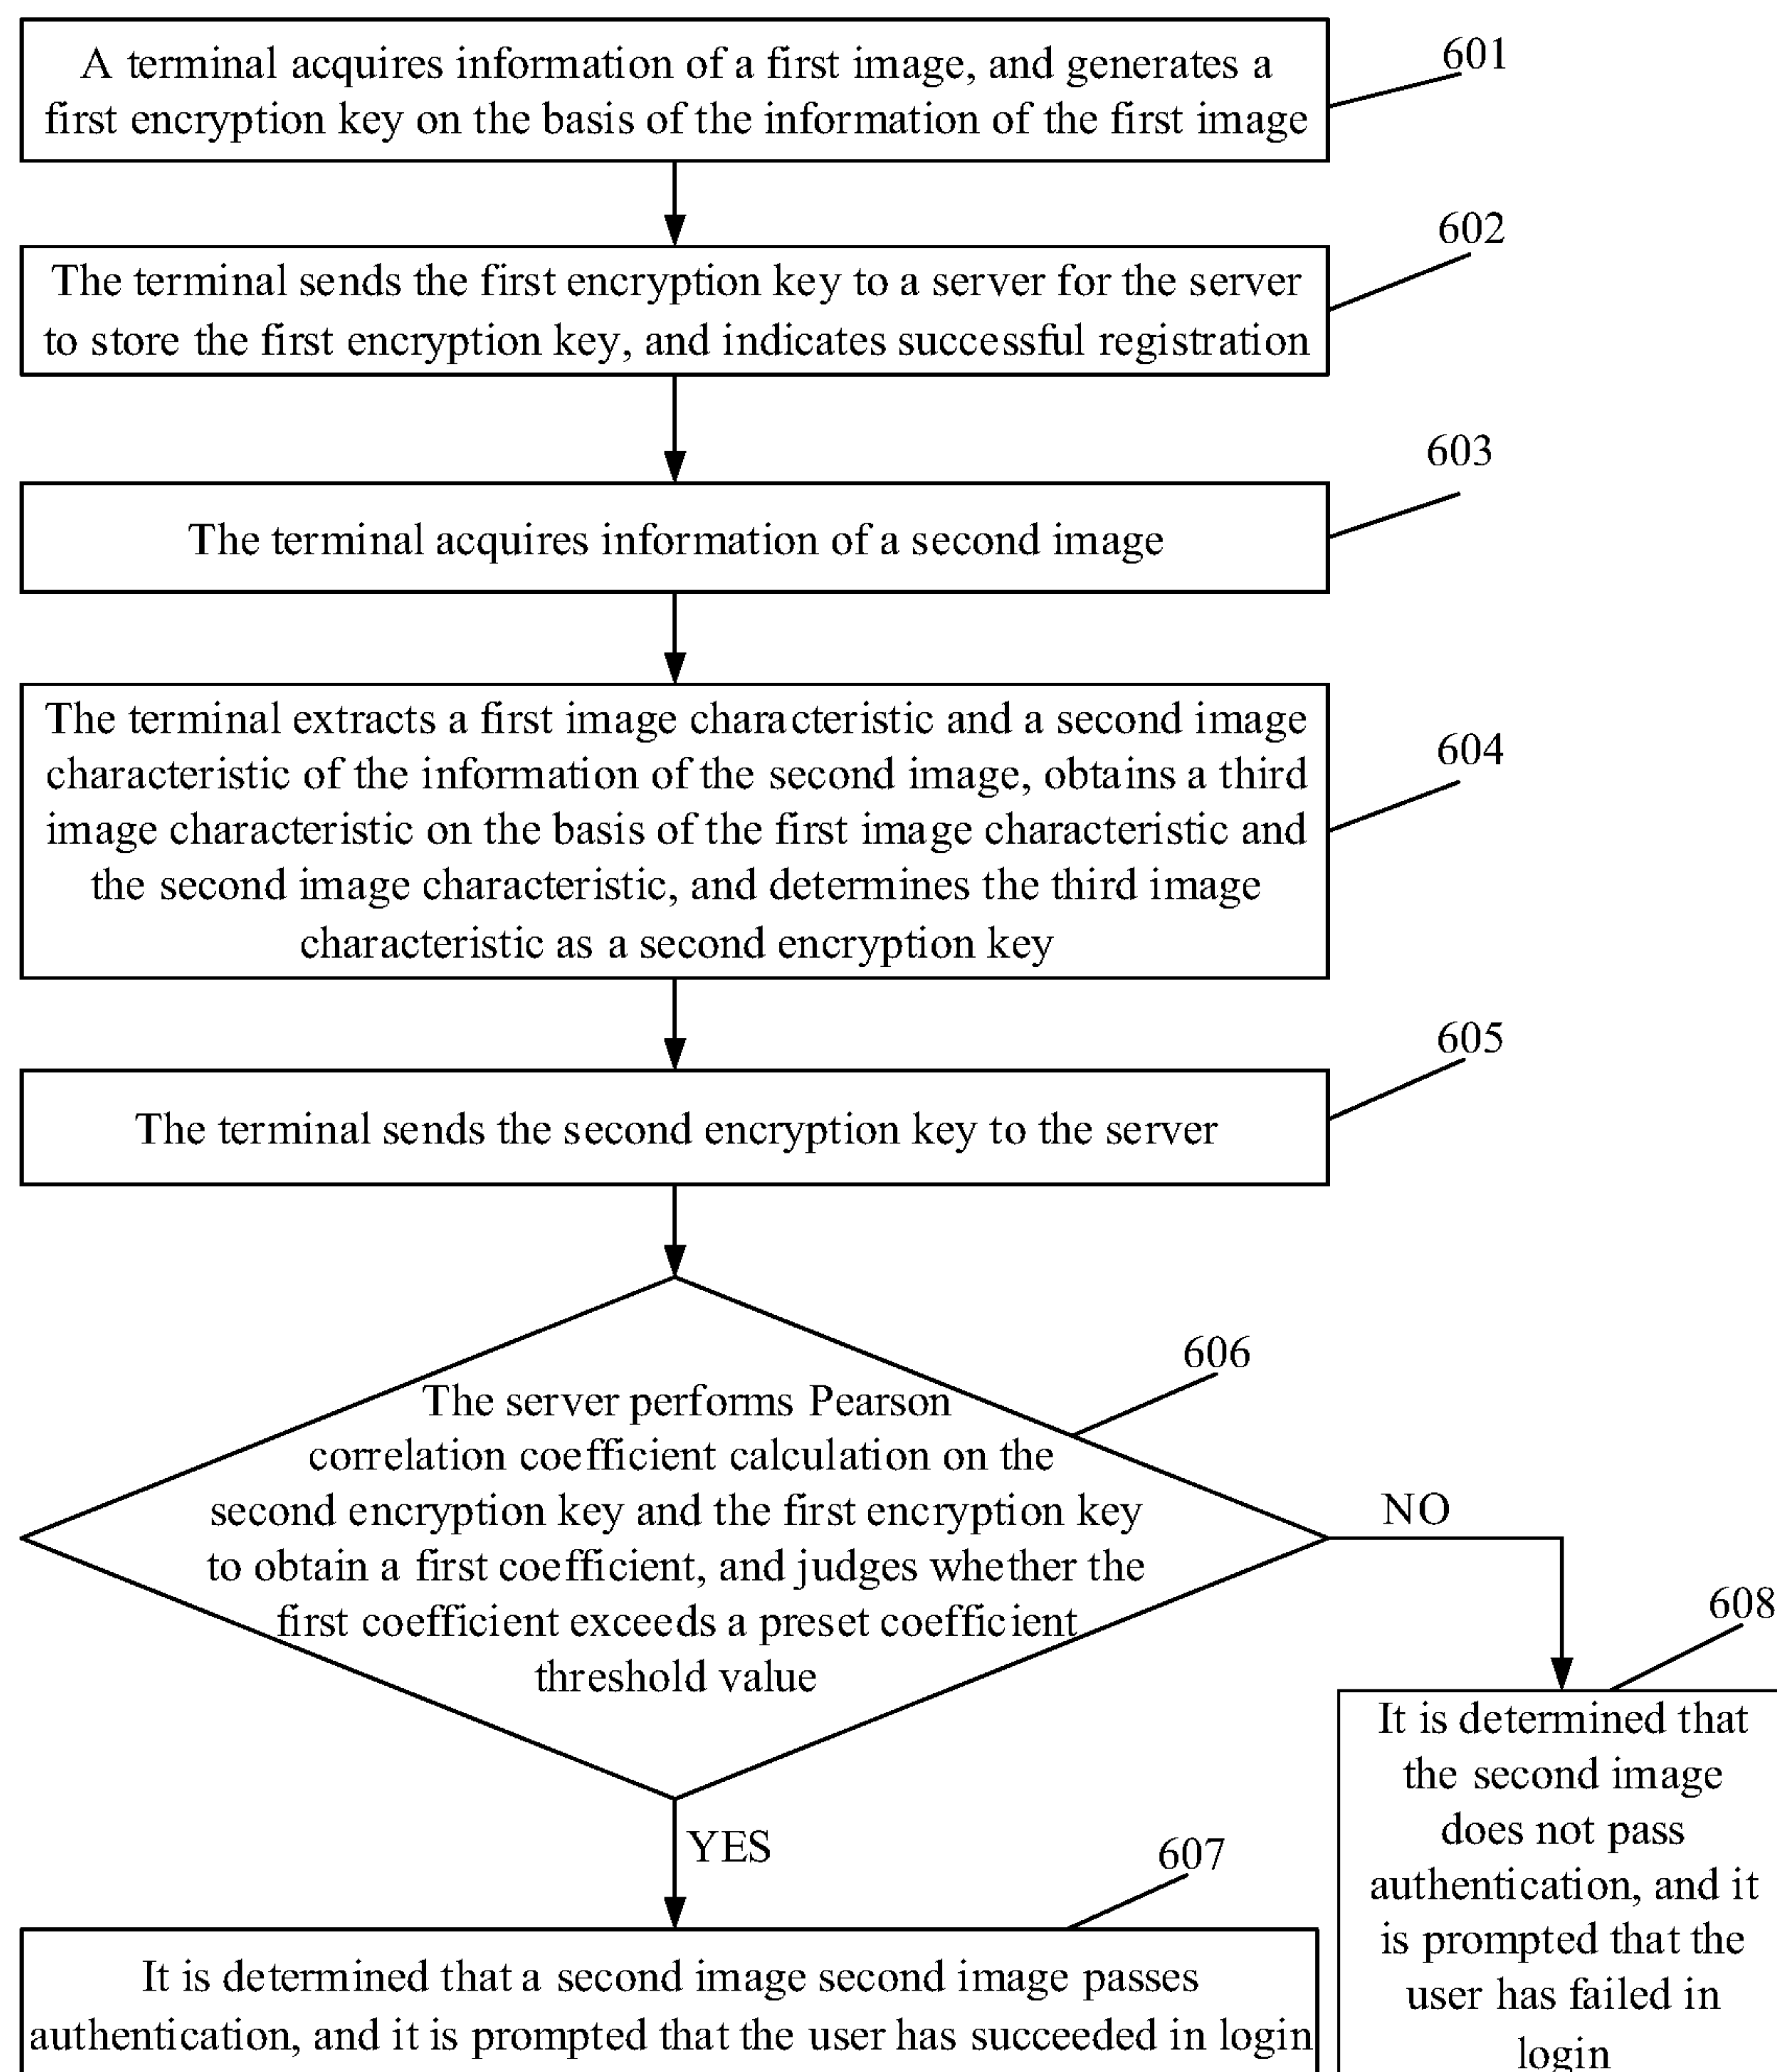 A terminal acquires information of a first image, and generates a
first encryption key on the basis of the information of the first image
601
The terminal sends the first encryption key to a server for the server
to store the first encryption key, and indicates successful registration
602
The terminal acquires information of a second image
603
The terminal extracts a first image characteristic and a second image
characteristic of the information of the second image, obtains a third
image characteristic on the basis of the first image characteristic and
the second image characteristic, and determines the third image
characteristic as a second encryption key
604
The terminal sends the second encryption key to the server
605
The server performs Pearson
correlation coefficient calculation on the
second encryption key and the first encryption key
to obtain a first coefficient, and judges whether the
first coefficient exceeds a preset coefficient
threshold value
606
NO
608
It is determined that
the second image
does not pass
authentication, and it
is prompted that the
user has failed in
login
YES
607
It is determined that a second image second image passes
authentication, and it is prompted that the user has succeeded in login